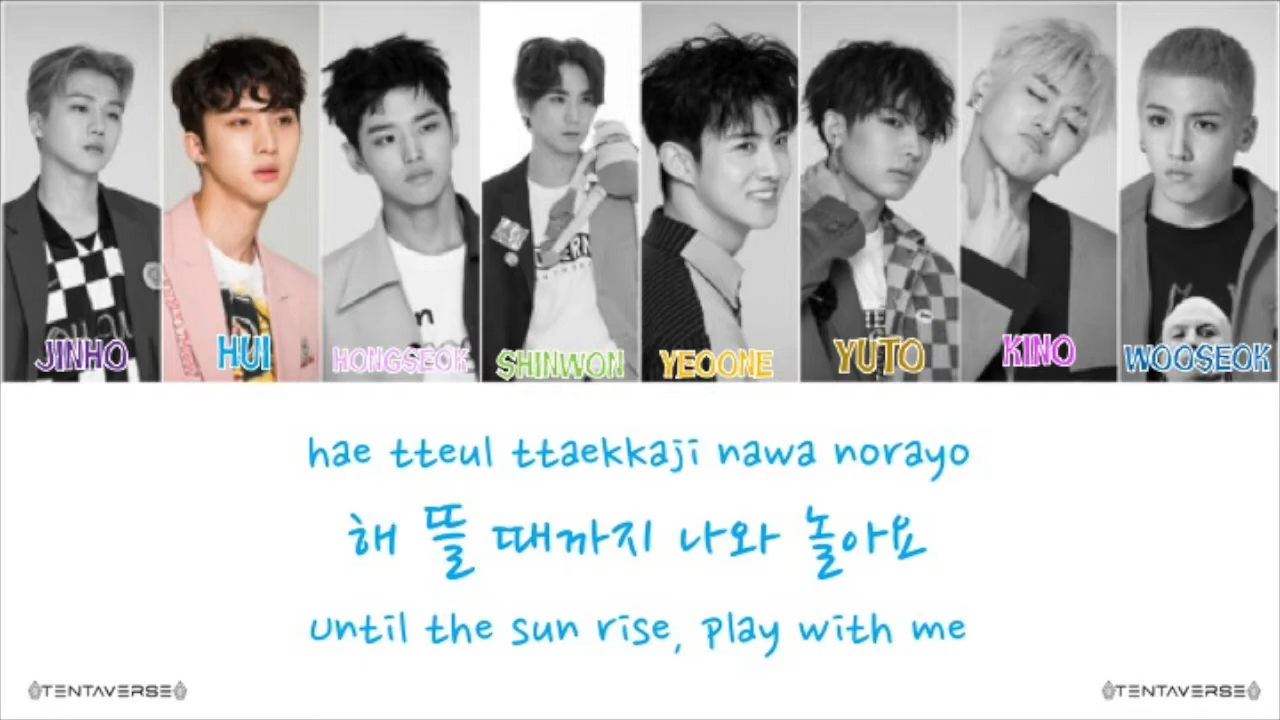 JINHO
HUI
HONGSEOK
SHINWON
YEOONE
YUTO
KINO
WOOSEOK
hae tteul ttaekkaji nawa norayo
해 뜰 때까지 나와 놀아요
until the sun rise, play with me
TENTAVERSE
TENTAVERSE